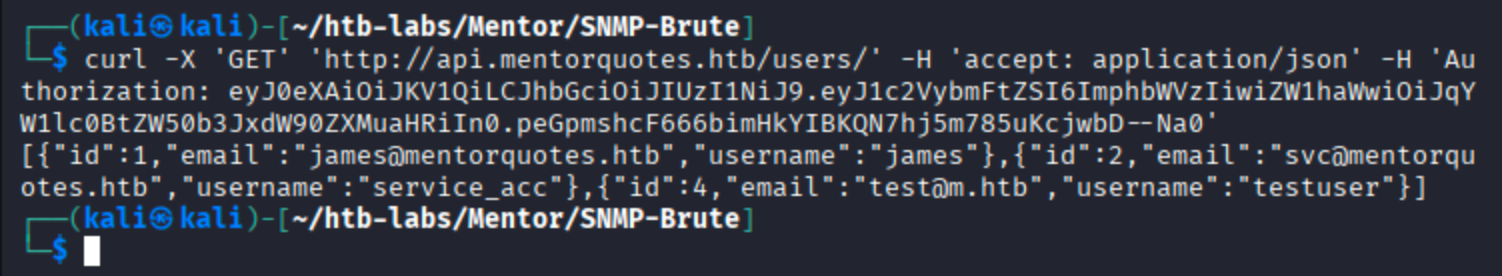 ┌──(kali㉿kali)-[~/htb-labs/Mentor/SNMP-Brute]
└─$ curl -X 'GET' 'http://api.mentorquotes.htb/users/' -H 'accept: application/json' -H 'Au
thorization: eyJ0eXAiOiJKV1QiLCJhbGciOiJIUzI1NiJ9.eyJ1c2VybmFtZSI6ImphbWVzIiwiZW1haWwiOiJqY
W1lc0BtZW50b3JxdW90ZXMuaHRiIn0.peGpmshcF666bimHkYIBKQN7hj5m785uKcjwbD--Na0'
[{"id":1,"email":"james@mentorquotes.htb","username":"james"},{"id":2,"email":"svc@mentorqu
otes.htb","username":"service_acc"},{"id":4,"email":"test@m.htb","username":"testuser"}]
┌──(kali㉿kali)-[~/htb-labs/Mentor/SNMP-Brute]
└─$